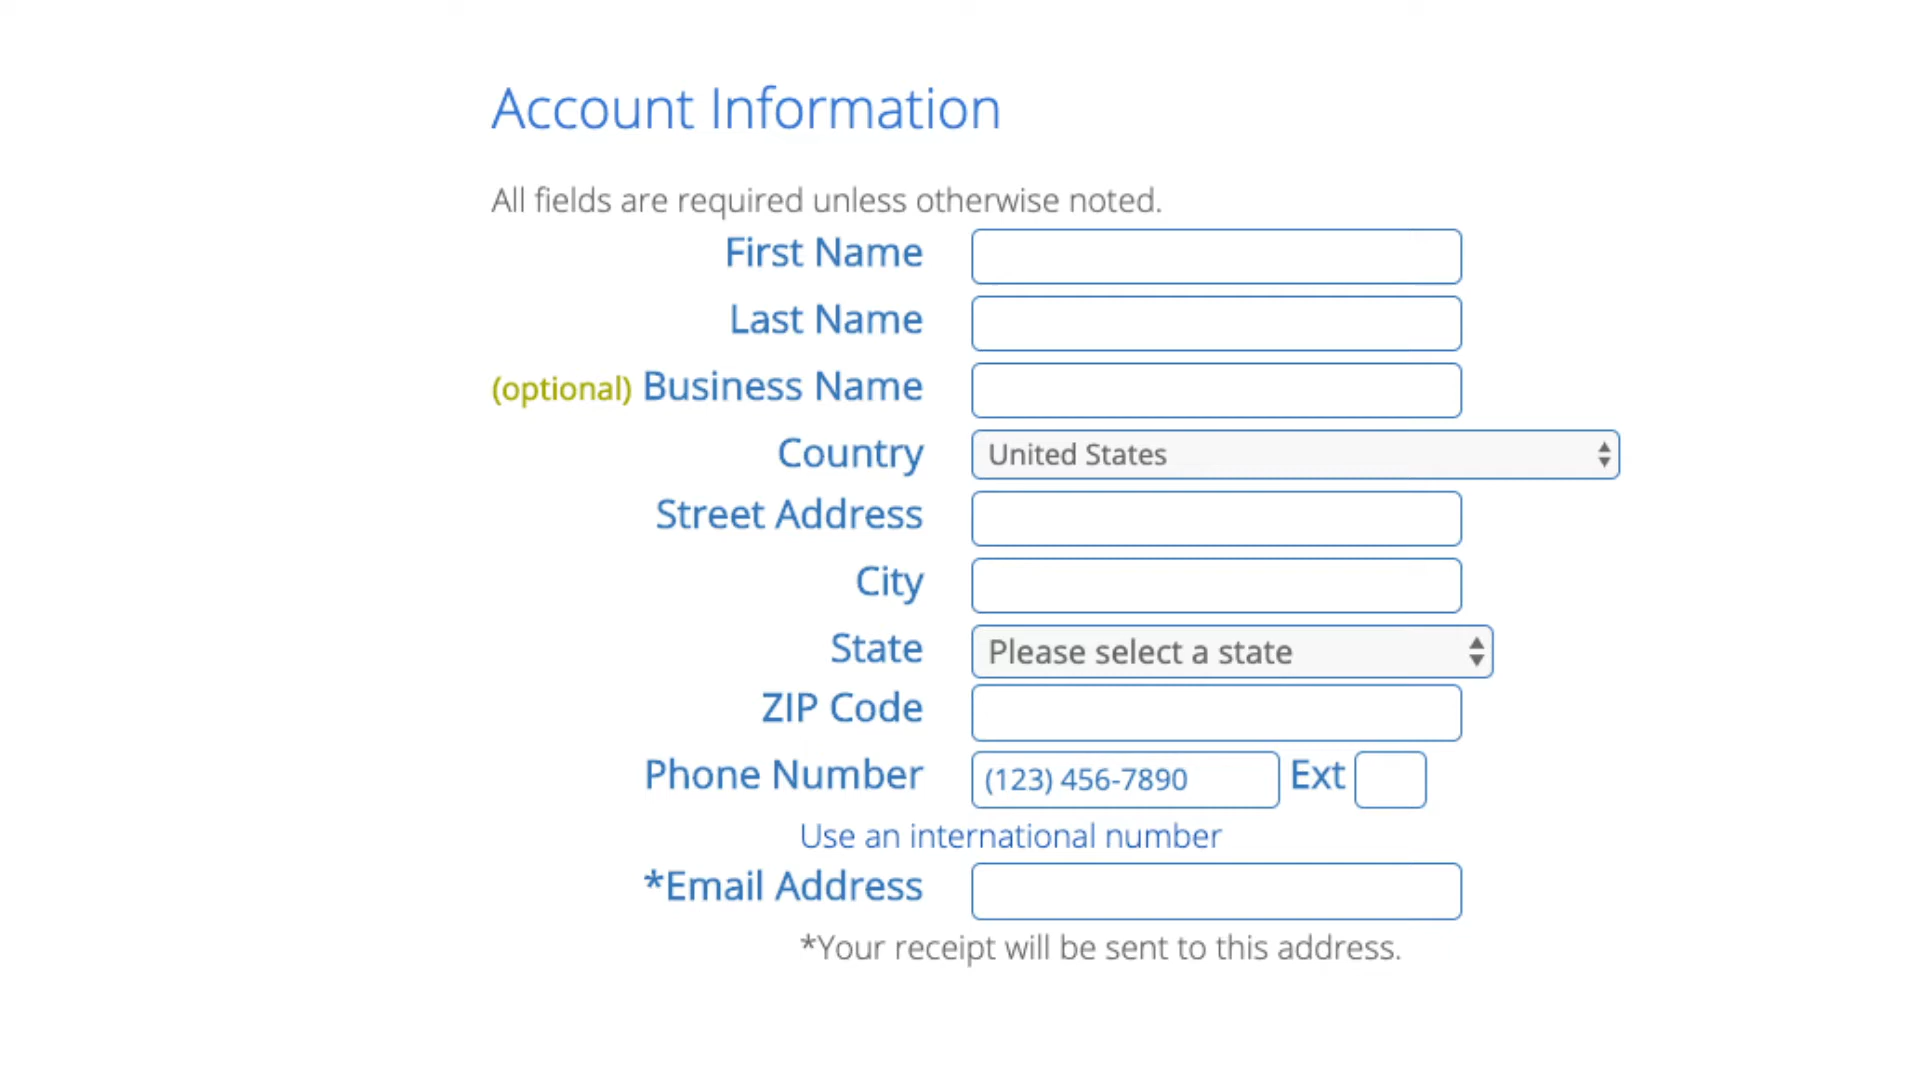 Account Information
All fields are required unless otherwise noted.
First Name
Last Name
(optional) Business Name
Country United States
Street Address
City
State Please select a state
ZIP Code
Phone Number (123) 456-7890 Ext
Use an international number
*Email Address
*Your receipt will be sent to this address.